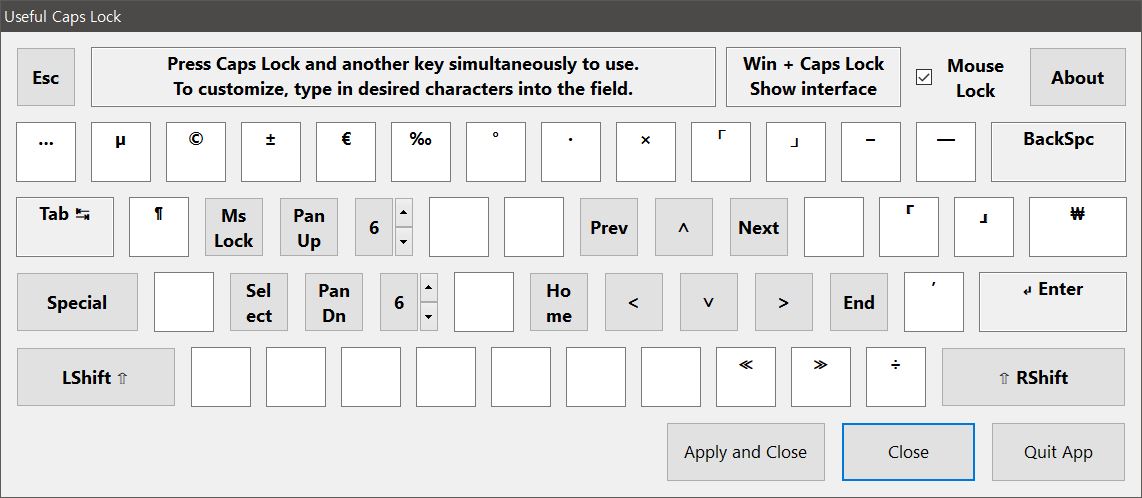 Useful Caps Lock
Esc
Press Caps Lock and another key simultaneously to use.
To customize, type in desired characters into the field.
Win + Caps Lock
Show interface
Mouse
Lock
About
… µ © ± € ‰ ° · × 「 」 – — BackSpc
Tab ↹ ¶ Ms
Lock
Pan
Up
6
Prev ^ Next 『 』 ₩
Special
Sel
ect
Pan
Dn
6
Ho
me
< ˅ > End ′ ↲ Enter
LShift ⇧ ≪ ≫ ÷ ⇧ RShift
Apply and Close Close Quit App